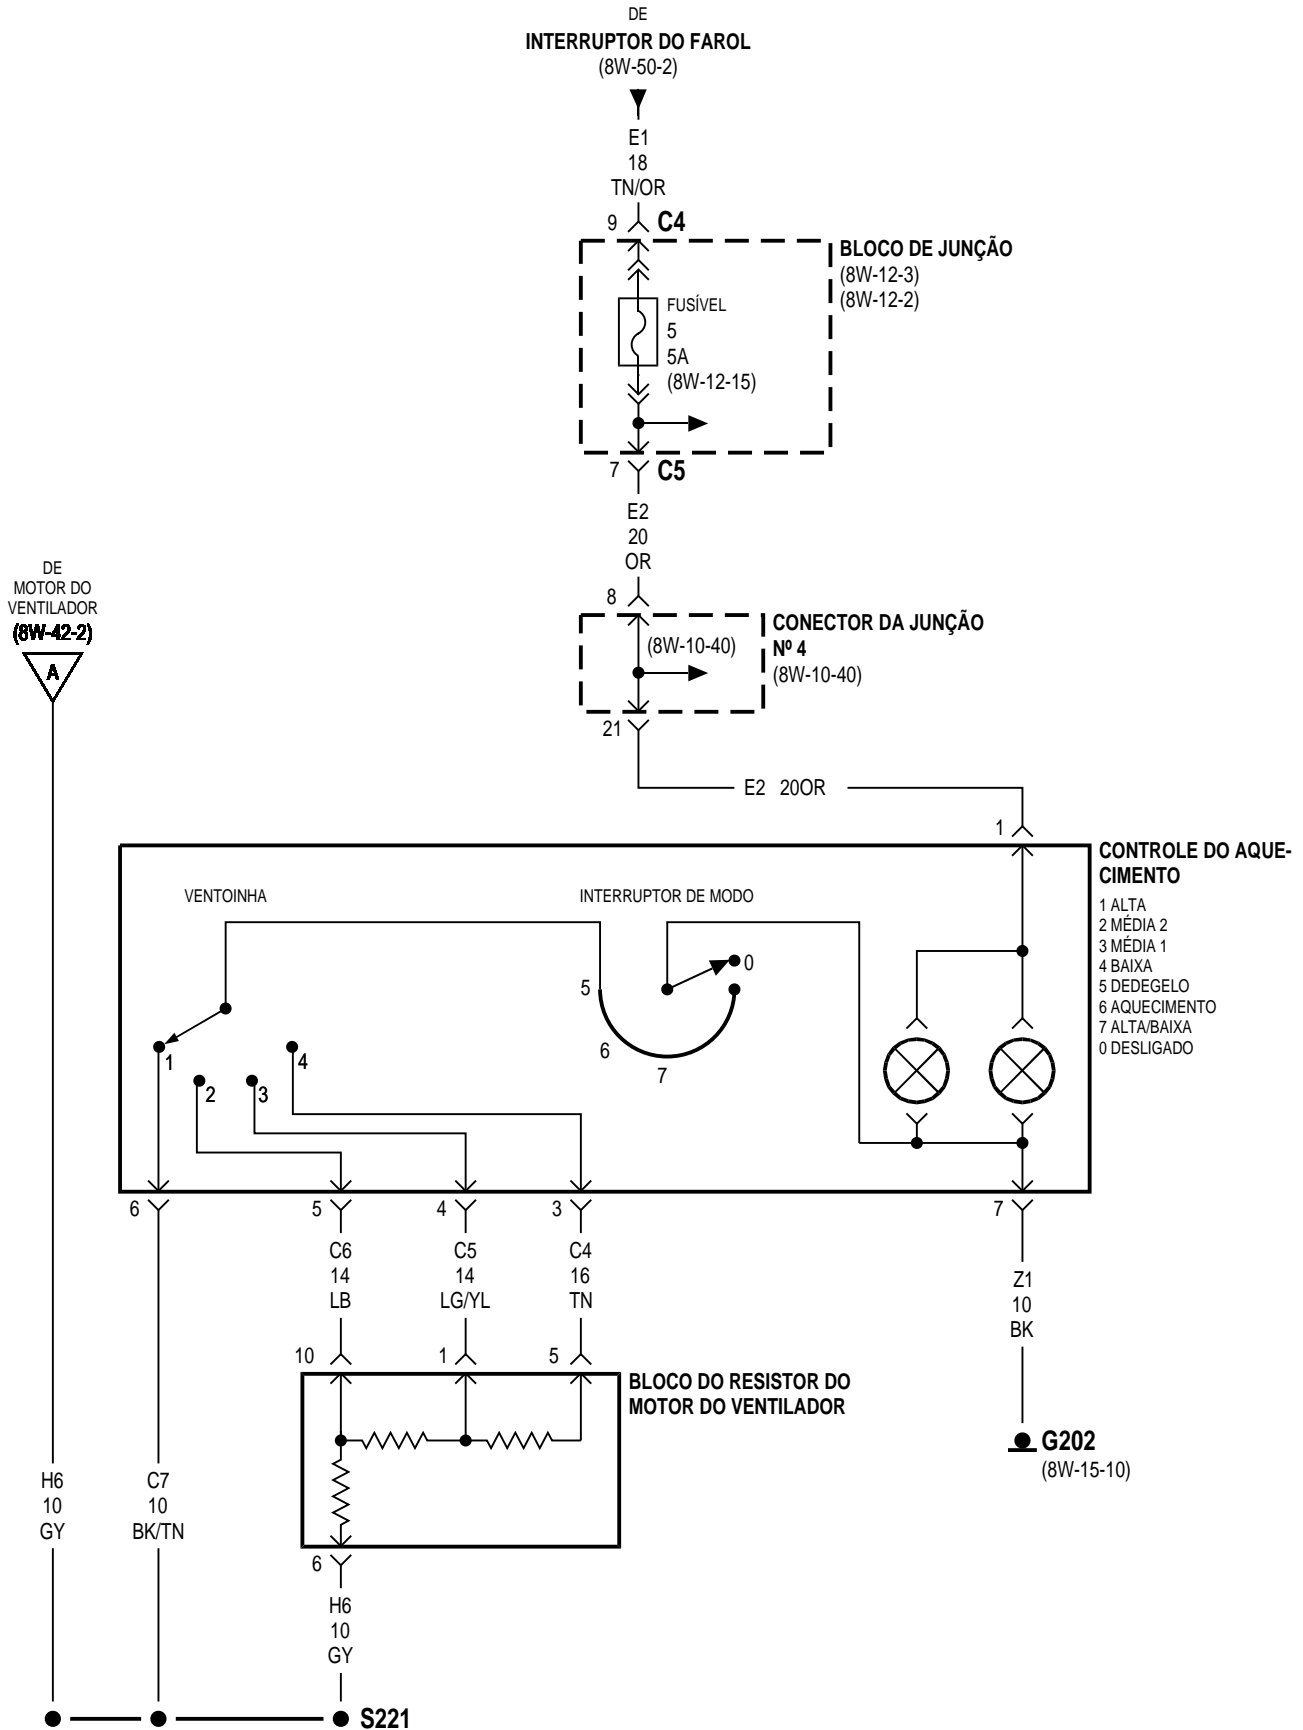 DE
INTERRUPTOR DO FAROL
(8W-50-2)
E1
18
TN/OR
9 C4
BLOCO DE JUNÇÃO
(8W-12-3)
(8W-12-2)
FUSÍVEL
5
5A
(8W-12-15)
7 C5
E2
20
OR
DE
MOTOR DO
VENTILADOR
(8W-42-2)
A
8
CONECTOR DA JUNÇÃO
Nº 4
(8W-10-40)
(8W-10-40)
21
E2 20OR
1
CONTROLE DO AQUE-
CIMENTO
1 ALTA
2 MÉDIA 2
3 MÉDIA 1
4 BAIXA
5 DEDEGELO
6 AQUECIMENTO
7 ALTA/BAIXA
0 DESLIGADO
VENTOINHA
INTERRUPTOR DE MODO
0
5
6
7
1
2
3
4
6
5
4
3
7
C6
14
LB
C5
14
LG/YL
C4
16
TN
Z1
10
BK
10
1
5
BLOCO DO RESISTOR DO
MOTOR DO VENTILADOR
G202
(8W-15-10)
H6
10
GY
C7
10
BK/TN
6
H6
10
GY
S221